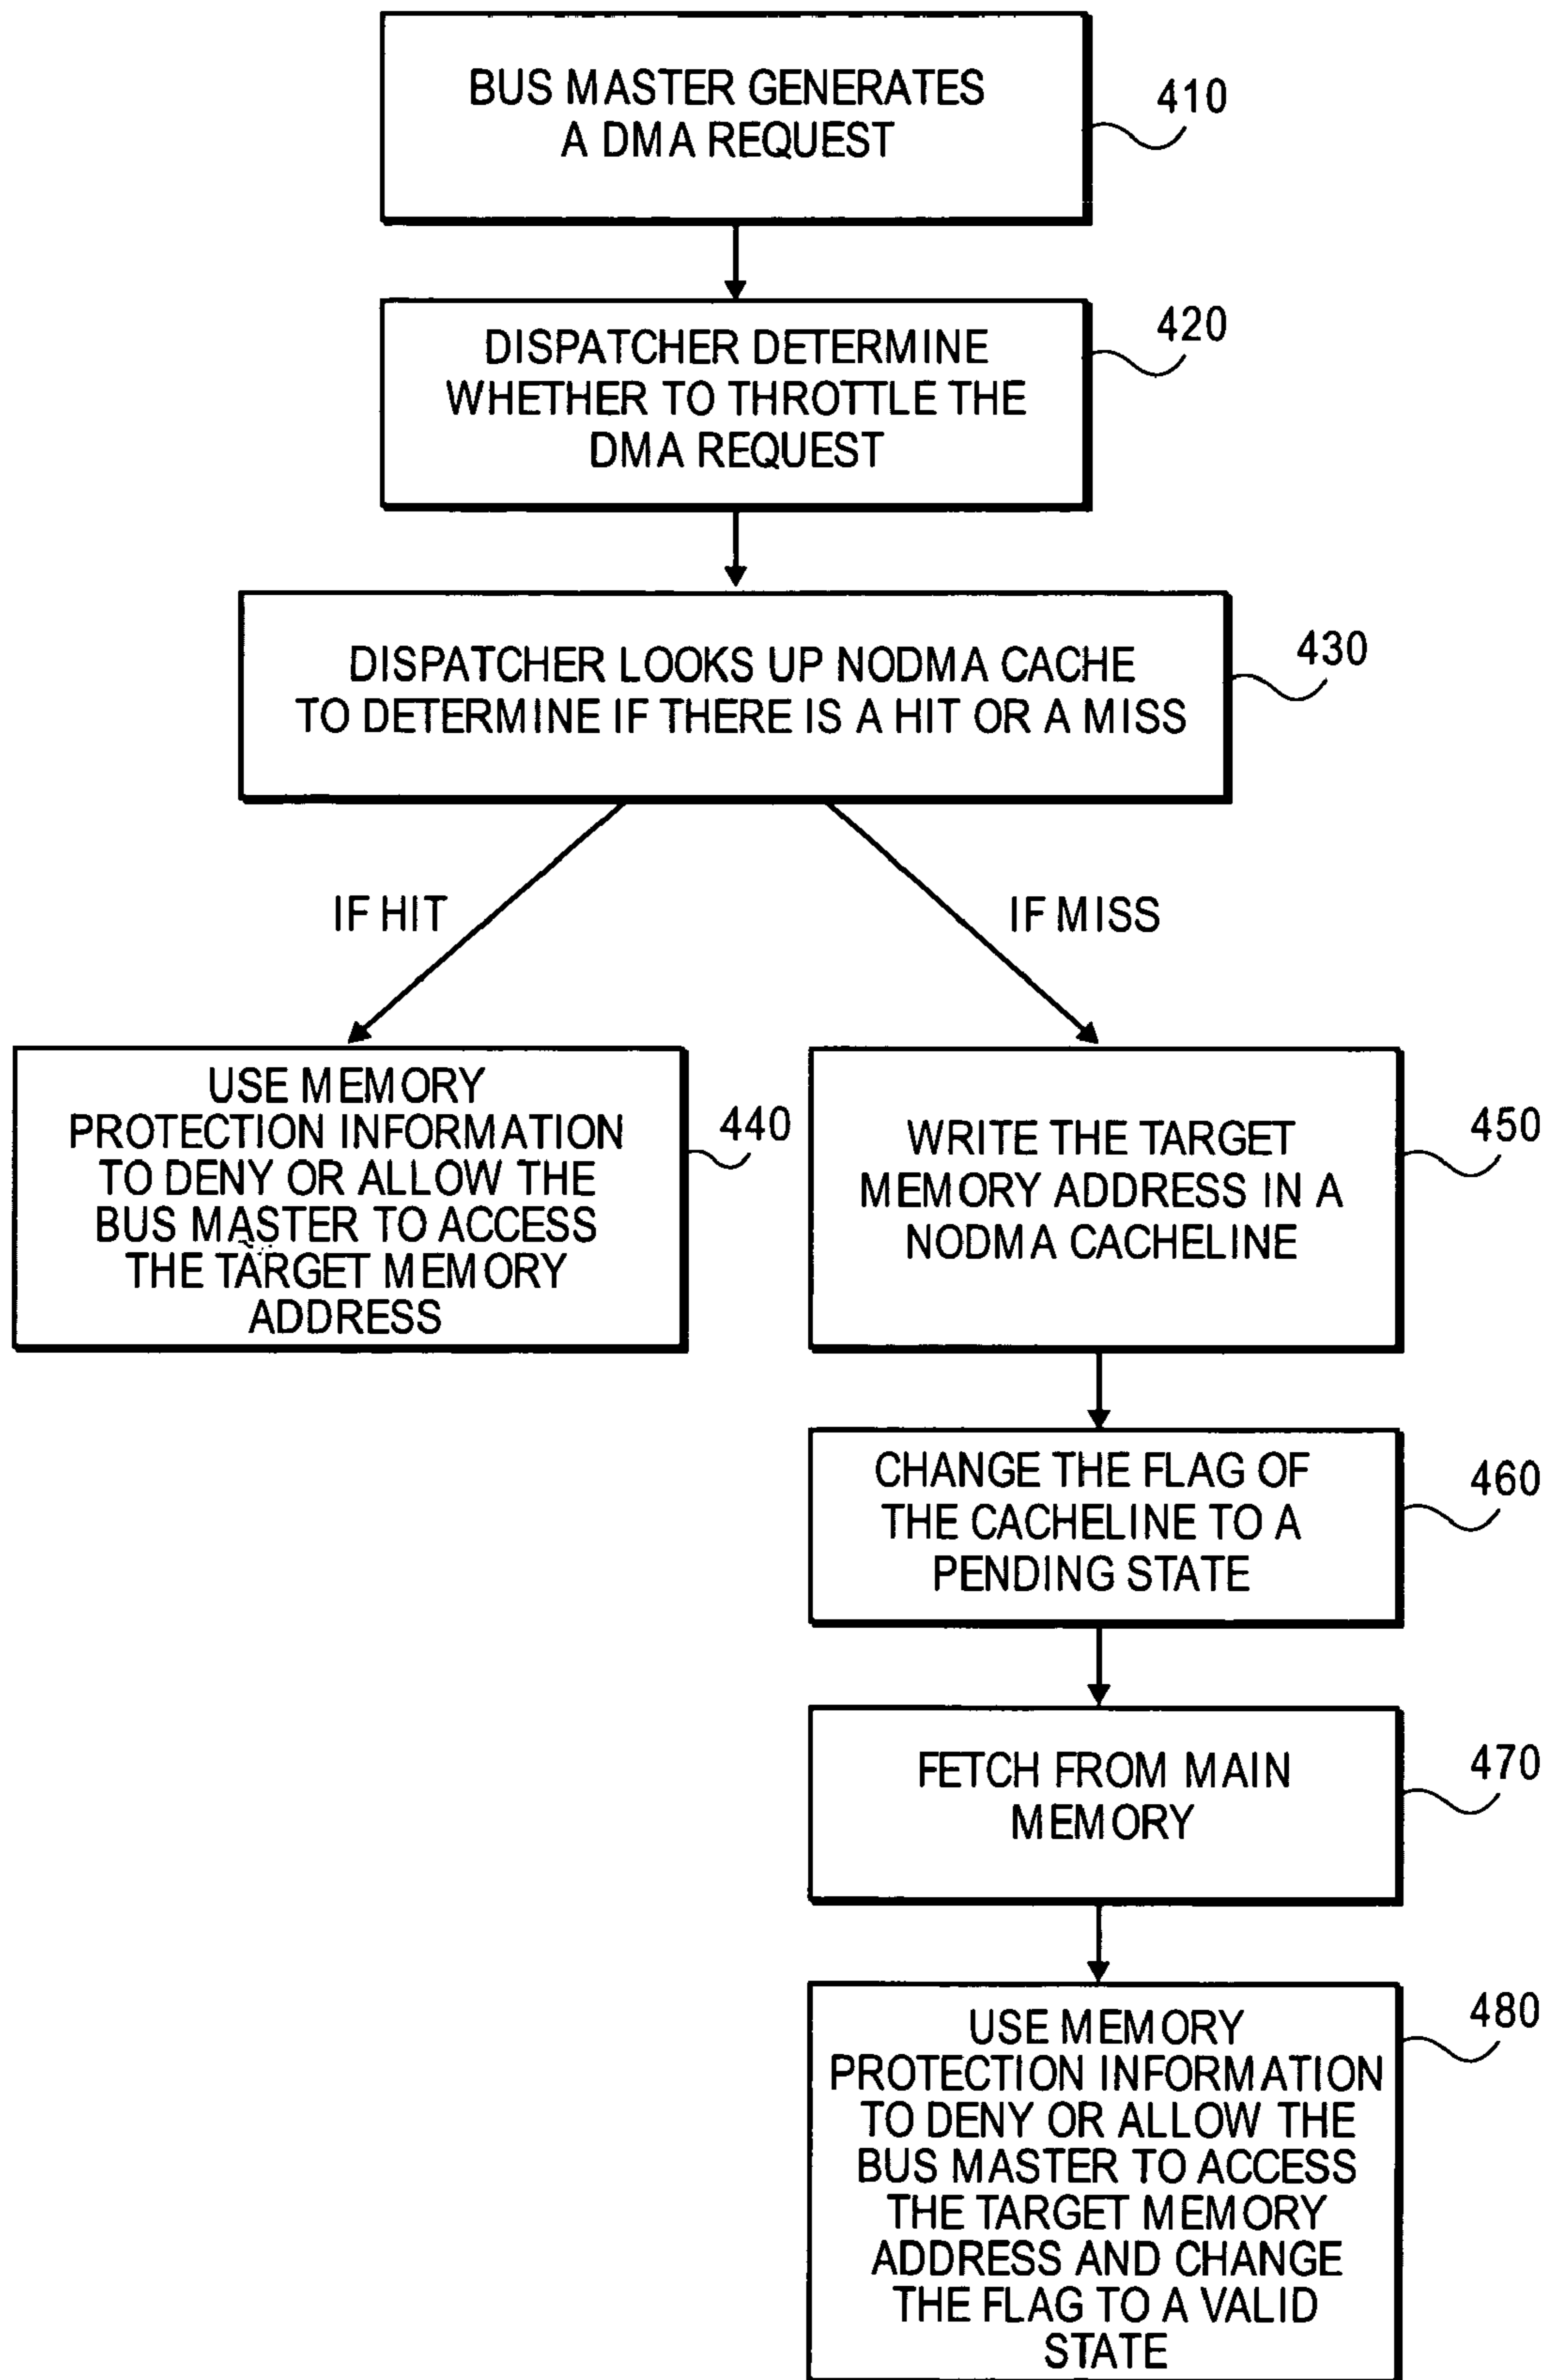 BUS MASTER GENERATES
A DMA REQUEST
410
DISPATCHER DETERMINE
WHETHER TO THROTTLE THE
DMA REQUEST
420
DISPATCHER LOOKS UP NODMA CACHE
TO DETERMINE IF THERE IS A HIT OR A MISS
430
IF HIT
IF MISS
USE MEMORY
PROTECTION INFORMATION
TO DENY OR ALLOW THE
BUS MASTER TO ACCESS
THE TARGET MEMORY
ADDRESS
440
WRITE THE TARGET
MEMORY ADDRESS IN A
NODMA CACHELINE
450
CHANGE THE FLAG OF
THE CACHELINE TO A
PENDING STATE
460
FETCH FROM MAIN
MEMORY
470
USE MEMORY
PROTECTION INFORMATION
TO DENY OR ALLOW THE
BUS MASTER TO ACCESS
THE TARGET MEMORY
ADDRESS AND CHANGE
THE FLAG TO A VALID
STATE
480